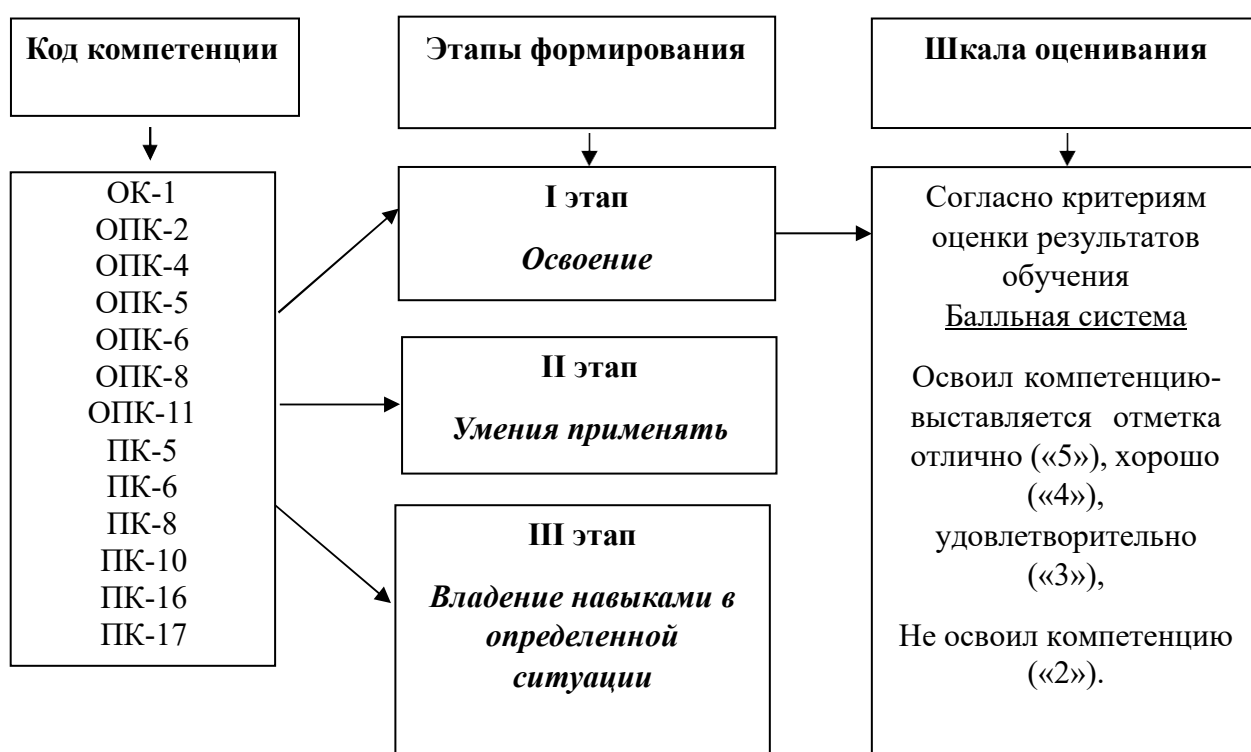 Код компетенции
Этапы формирования
Шкала оценивания
ОК-1
ОПК-2
ОПК-4
ОПК-5
ОПК-6
ОПК-8
ОПК-11
ПК-5
ПК-6
ПК-8
ПК-10
ПК-16
ПК-17
I этап
Освоение
II этап
Умения применять
III этап
Владение навыками в
определенной
ситуации
Согласно критериям
оценки результатов
обучения
Балльная система
Освоил компетенцию-
выставляется отметка
отлично («5»), хорошо
(«4»),
удовлетворительно
(«3»),
Не освоил компетенцию
(«2»).